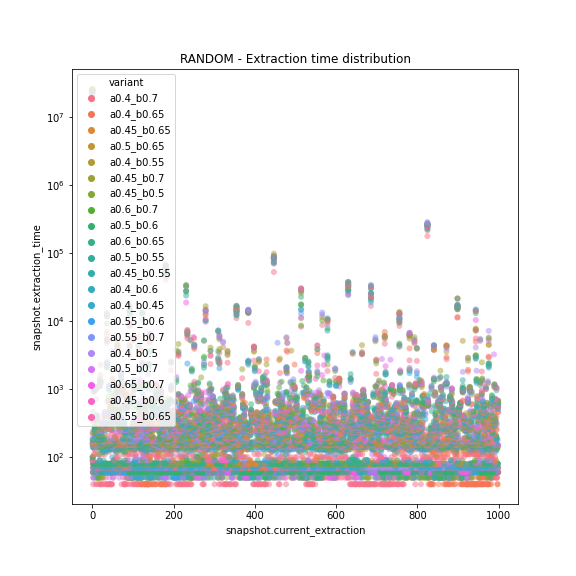 RANDOM - Extraction time distribution
variant
a0.4_b0.7
a0.4_b0.65
a0.45_b0.65
a0.5_b0.65
a0.4_b0.55
a0.45_b0.7
a0.45_b0.5
a0.6_b0.7
a0.5_b0.6
a0.6_b0.65
a0.5_b0.55
a0.45_b0.55
a0.4_b0.6
a0.4_b0.45
a0.55_b0.6
a0.55_b0.7
a0.4_b0.5
a0.5_b0.7
a0.65_b0.7
a0.45_b0.6
a0.55_b0.65
10⁷
10⁶
10⁵
10⁴
10³
10²
snapshot.extraction_time
0 200 400 600 800 1000
snapshot.current_extraction